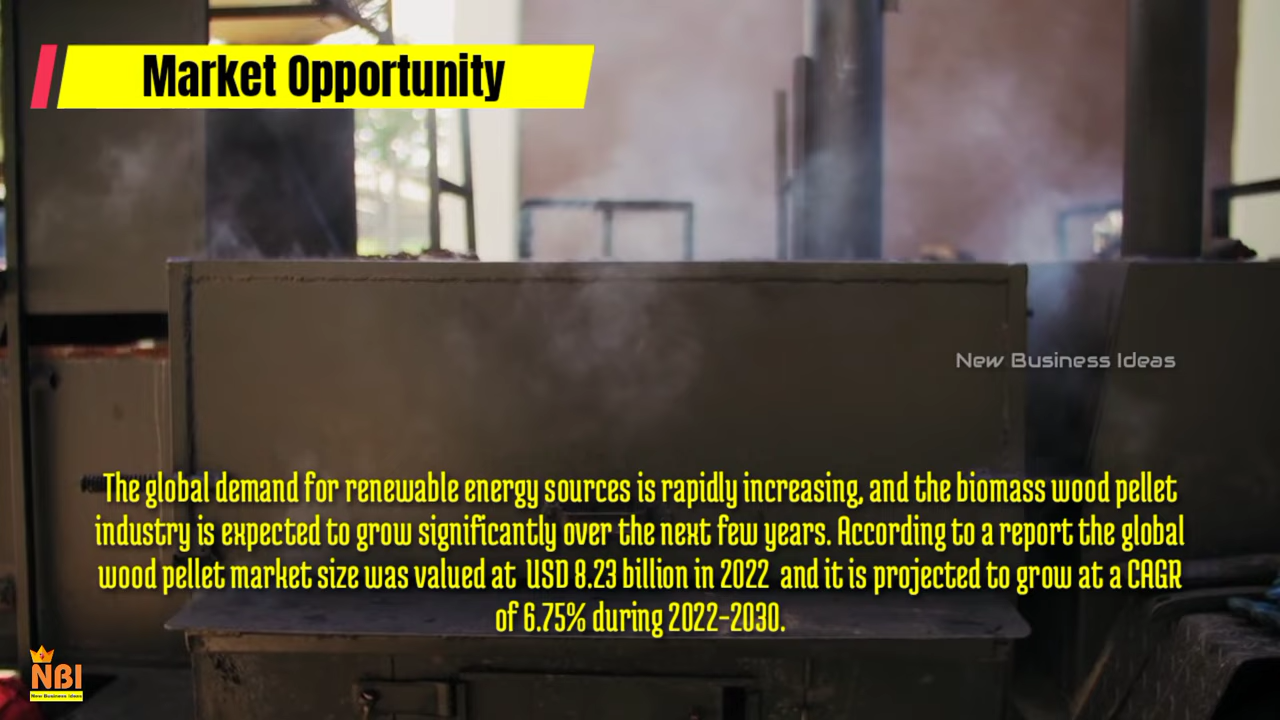 Market Opportunity
New Business Ideas
The global demand for renewable energy sources is rapidly increasing, and the biomass wood pellet
industry is expected to grow significantly over the next few years. According to a report the global
wood pellet market size was valued at USD 8.23 billion in 2022 and it is projected to grow at a CAGR
of 6.75% during 2022-2030.
NBI
New Business Ideas